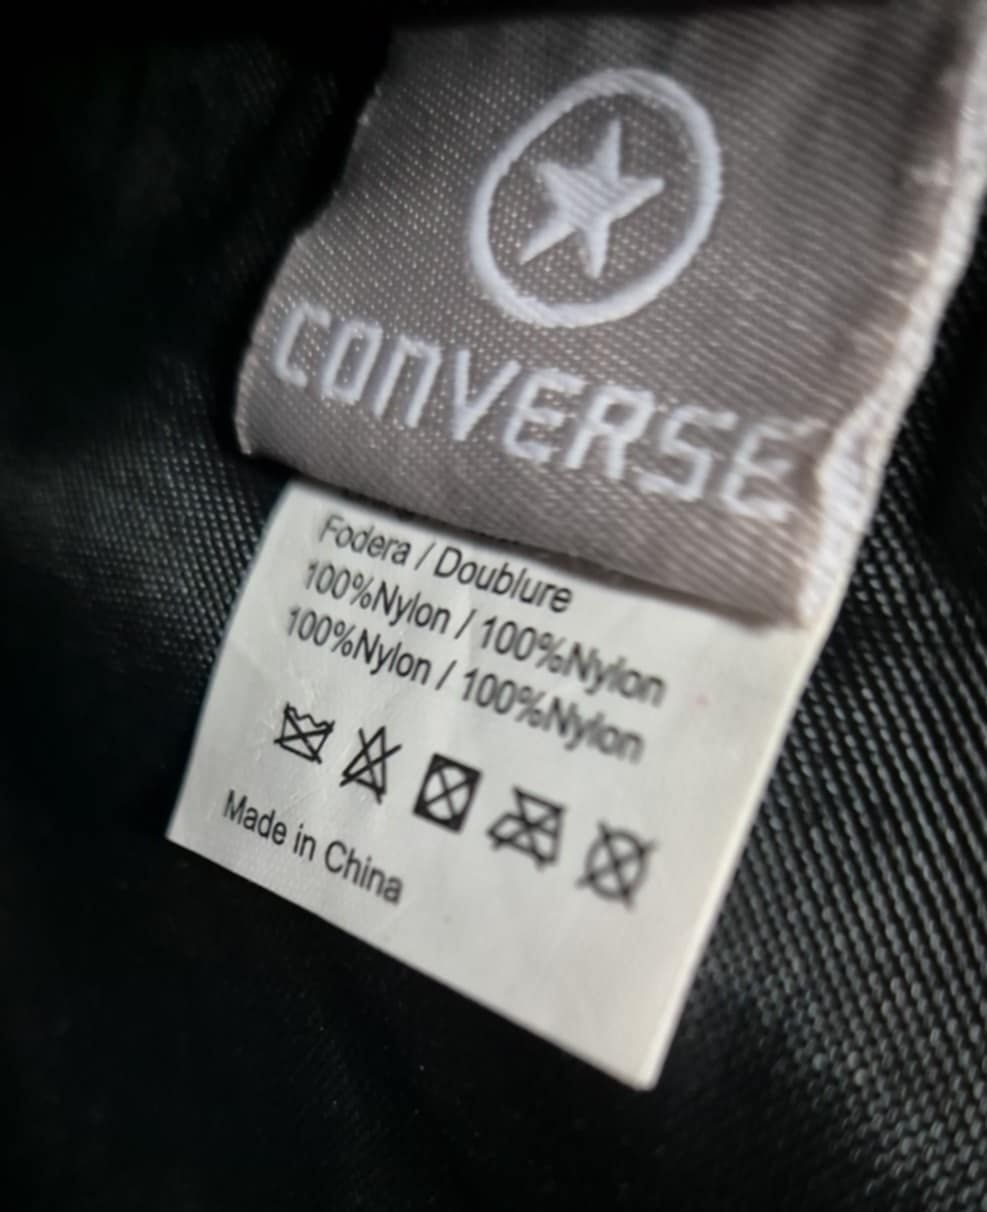 CONVERSE
Fodera / Doublure
100%Nylon / 100%Nylon
100%Nylon / 100%Nylon
Made in China